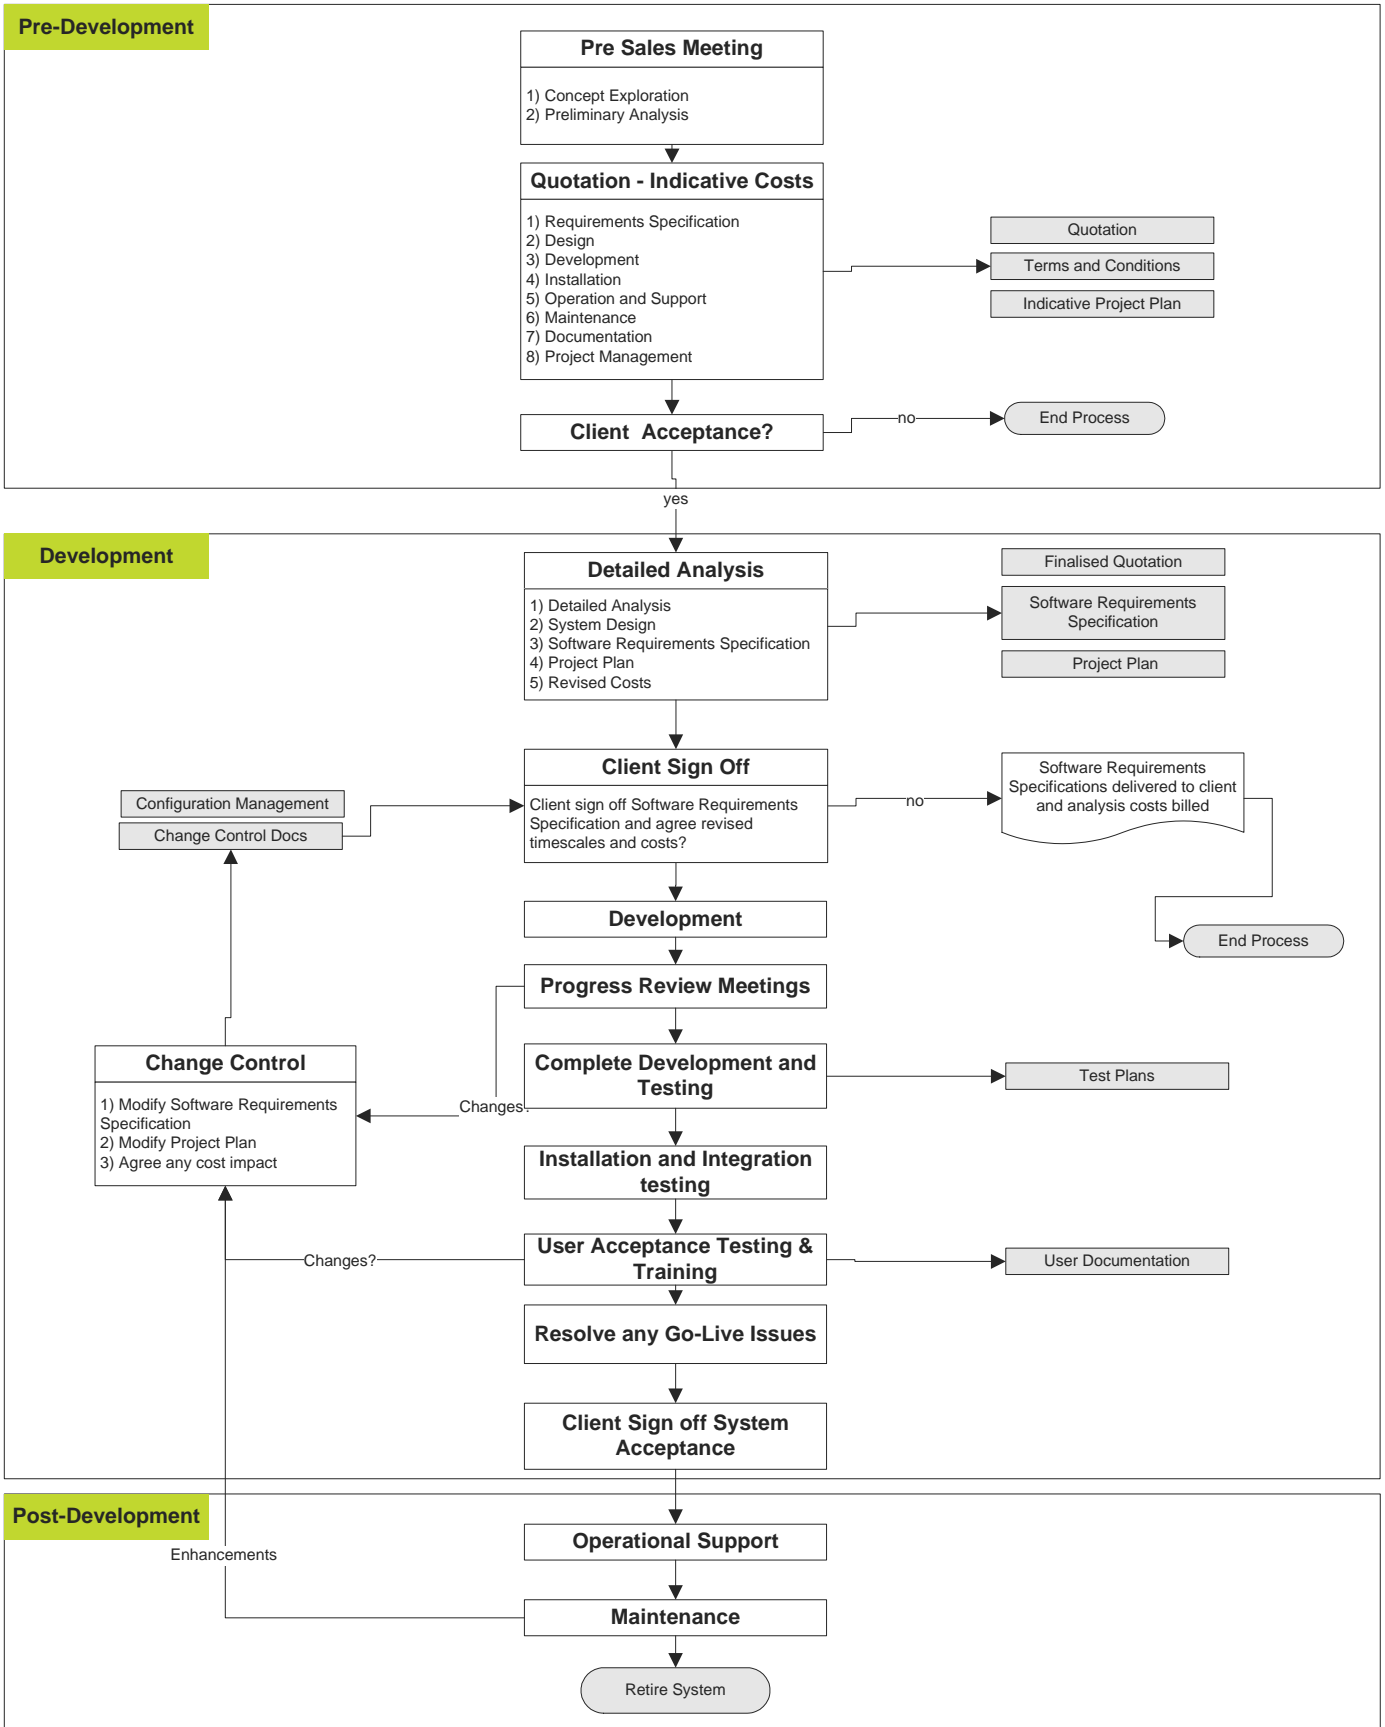 Pre-Development
Pre Sales Meeting
1) Concept Exploration
2) Preliminary Analysis
Quotation - Indicative Costs
1) Requirements Specification
2) Design
3) Development
4) Installation
5) Operation and Support
6) Maintenance
7) Documentation
8) Project Management
Quotation
Terms and Conditions
Indicative Project Plan
Client Acceptance?
no
End Process
yes
Development
Detailed Analysis
1) Detailed Analysis
2) System Design
3) Software Requirements Specification
4) Project Plan
5) Revised Costs
Finalised Quotation
Software Requirements
Specification
Project Plan
Client Sign Off
Client sign off Software Requirements
Specification and agree revised
timescales and costs?
no
Software Requirements
Specifications delivered to client
and analysis costs billed
End Process
Configuration Management
Change Control Docs
Development
Progress Review Meetings
Change Control
1) Modify Software Requirements
Specification
2) Modify Project Plan
3) Agree any cost impact
Changes?
Complete Development and
Testing
Test Plans
Installation and Integration
testing
Changes?
User Acceptance Testing &
Training
User Documentation
Resolve any Go-Live Issues
Client Sign off System
Acceptance
Post-Development
Enhancements
Operational Support
Maintenance
Retire System